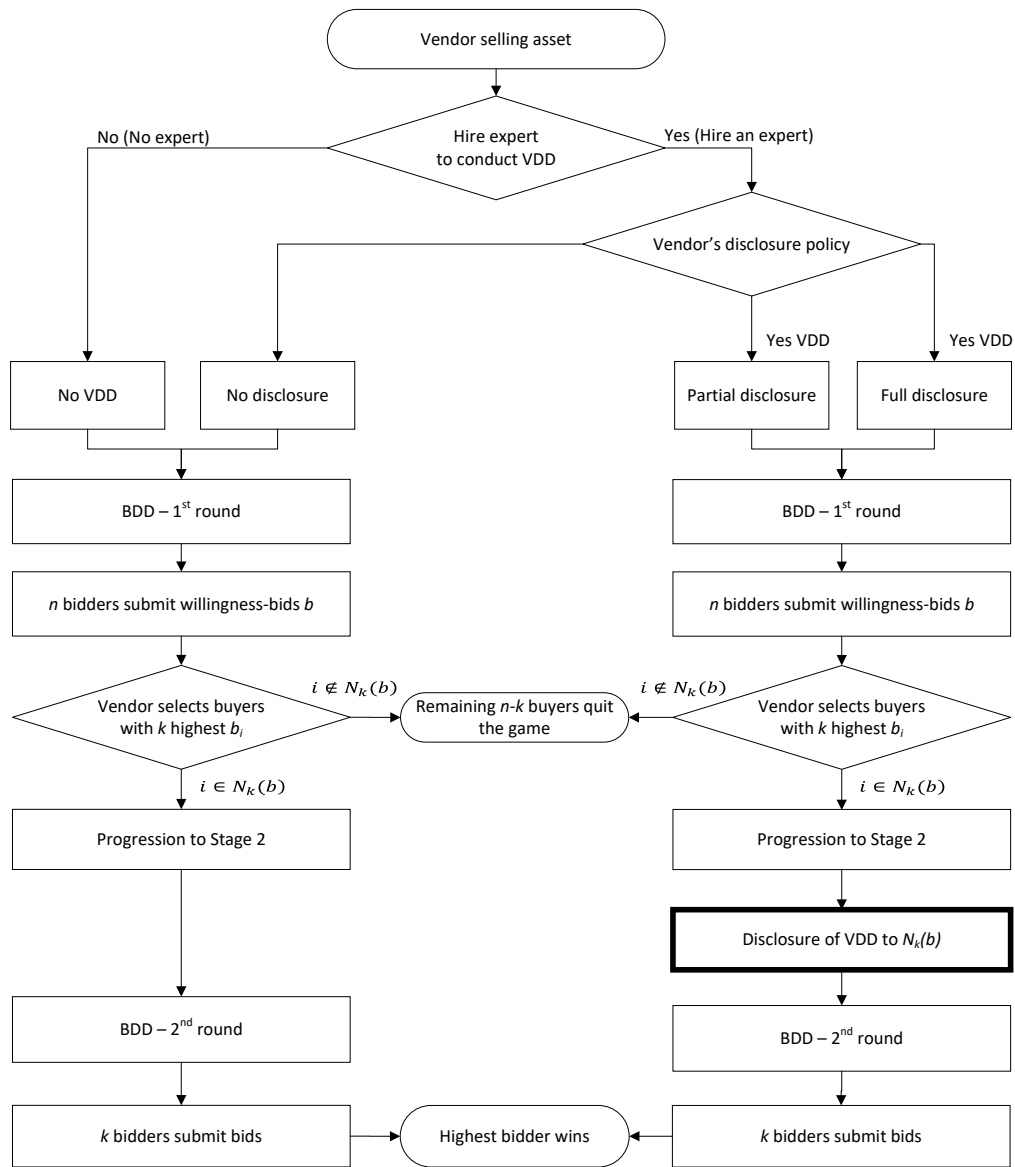 Vendor selling asset
No (No expert)
Hire expert
to conduct VDD
Yes (Hire an expert)
Vendor’s disclosure policy
Yes VDD
Yes VDD
No VDD
No disclosure
Partial disclosure
Full disclosure
BDD – 1st round
BDD – 1st round
n bidders submit willingness-bids b
n bidders submit willingness-bids b
i ∉ Nk(b)
i ∉ Nk(b)
Vendor selects buyers
with k highest bi
Remaining n-k buyers quit
the game
Vendor selects buyers
with k highest bi
i ∈ Nk(b)
i ∈ Nk(b)
Progression to Stage 2
Progression to Stage 2
Disclosure of VDD to Nk(b)
BDD – 2nd round
BDD – 2nd round
k bidders submit bids
Highest bidder wins
k bidders submit bids